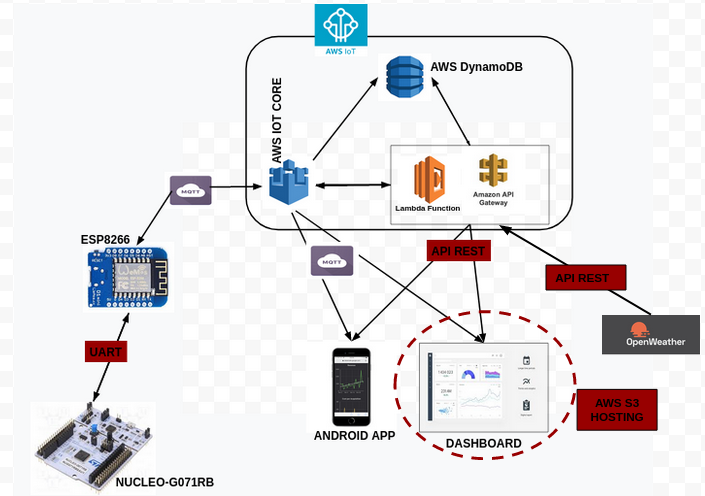 AWS IoT
AWS DynamoDB
AWS IOT CORE
Lambda Function
Amazon API
Gateway
MQTT
ESP8266
MQTT
API REST
API REST
OpenWeather
UART
AWS S3
HOSTING
ANDROID APP
DASHBOARD
NUCLEO-G071RB